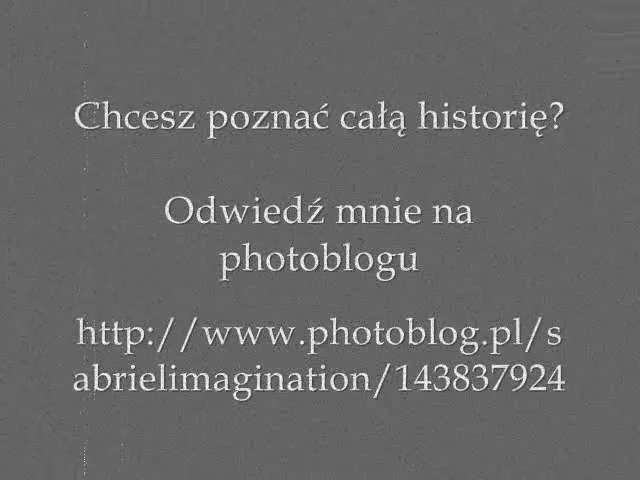 Chcesz poznać całą historię?
Odwiedź mnie na
photoblogu
http://www.photoblog.pl/s
abrielimagination/143837924